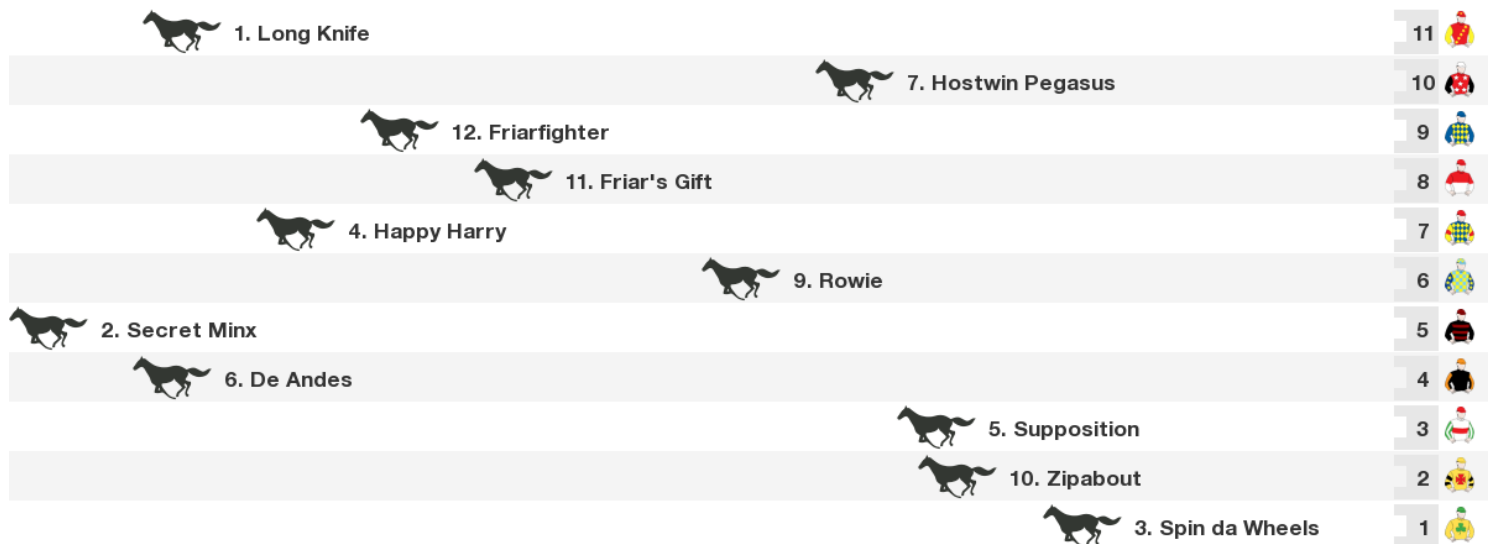 1. Long Knife 11
7. Hostwin Pegasus 10
12. Friarfighter 9
11. Friar's Gift 8
4. Happy Harry 7
9. Rowie 6
2. Secret Minx 5
6. De Andes 4
5. Supposition 3
10. Zipabout 2
3. Spin da Wheels 1